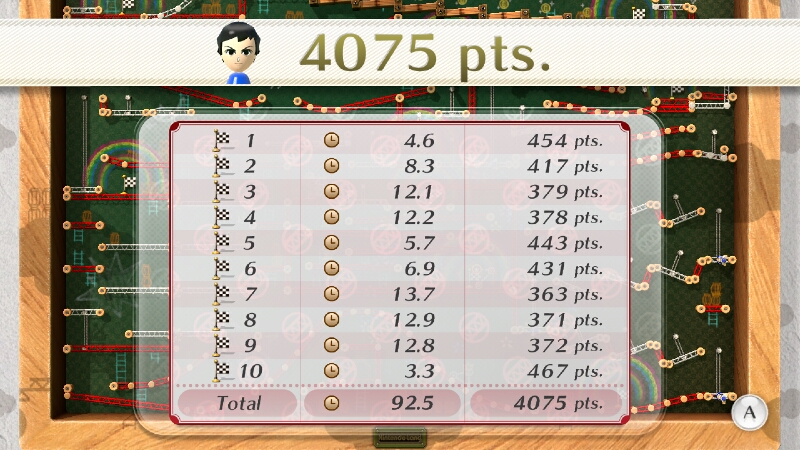 4075 pts.
1 4.6 454 pts.
2 8.3 417 pts.
3 12.1 379 pts.
4 12.2 378 pts.
5 5.7 443 pts.
6 6.9 431 pts.
7 13.7 363 pts.
8 12.9 371 pts.
9 12.8 372 pts.
10 3.3 467 pts.
Total 92.5 4075 pts.
A
Nintendo Land